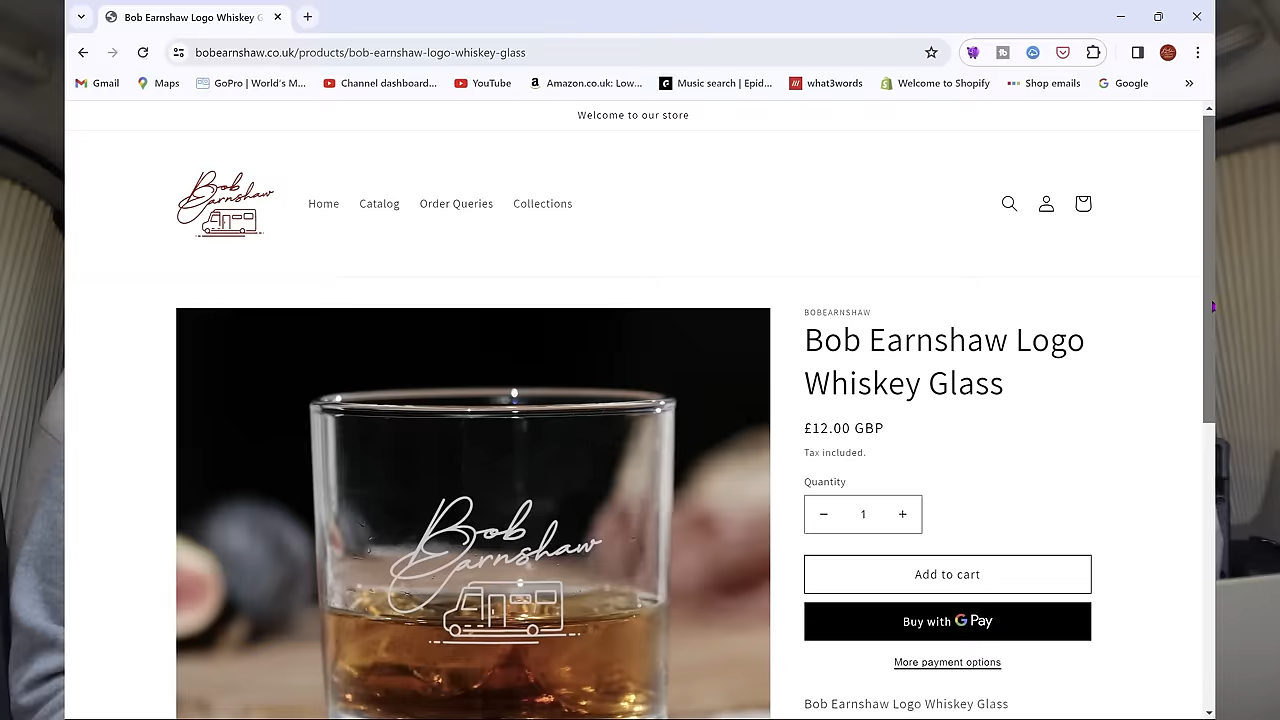 Bob Earnshaw Logo Whiskey G
bobearnshaw.co.uk/products/bob-earnshaw-logo-whiskey-glass
Gmail
Maps
GoPro | World's M...
Channel dashboard...
YouTube
Amazon.co.uk: Low...
Music search | Epid...
what3words
Welcome to Shopify
Shop emails
Google
Welcome to our store
Bob
Earnshaw
Home
Catalog
Order Queries
Collections
BOBEARNSHAW
Bob Earnshaw Logo
Whiskey Glass
£12.00 GBP
Tax included.
Quantity
− 1 +
Add to cart
Buy with G Pay
More payment options
Bob Earnshaw Logo Whiskey Glass
Bob
Earnshaw